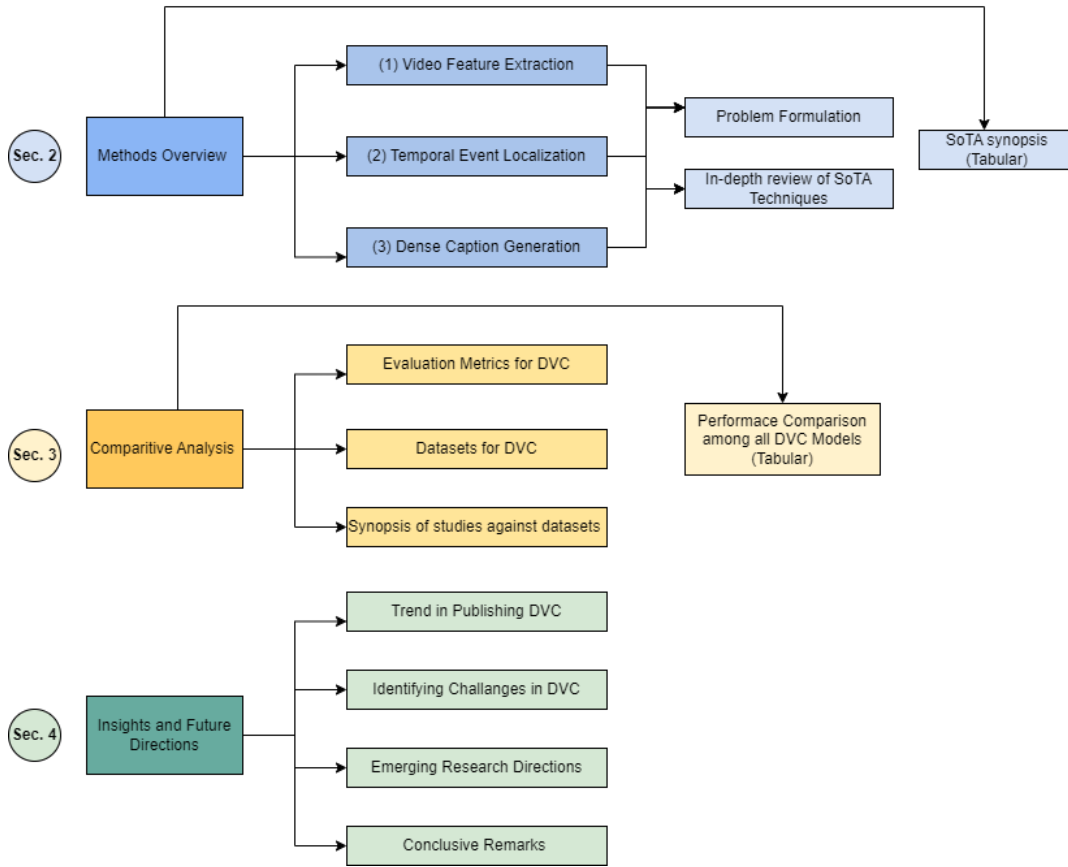 (1) Video Feature Extraction
Problem Formulation
Sec. 2
Methods Overview
(2) Temporal Event Localization
SoTA synopsis
(Tabular)
In-depth review of SoTA
Techniques
(3) Dense Caption Generation
Evaluation Metrics for DVC
Sec. 3
Comparitive Analysis
Datasets for DVC
Performace Comparison
among all DVC Models
(Tabular)
Synopsis of studies against datasets
Trend in Publishing DVC
Identifying Challanges in DVC
Sec. 4
Insights and Future
Directions
Emerging Research Directions
Conclusive Remarks